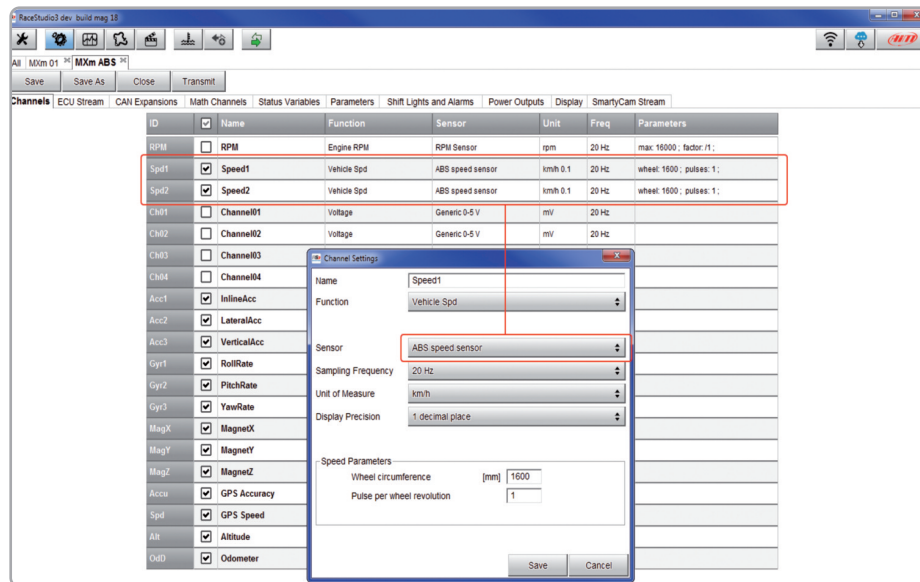 RaceStudio3 dev build mag 18
All MXm 01 MXm ABS
Save Save As Close Transmit
Channels ECU Stream CAN Expansions Math Channels Status Variables Parameters Shift Lights and Alarms Power Outputs Display SmartyCam Stream
ID Name Function Sensor Unit Freq Parameters
RPM RPM Engine RPM RPM Sensor rpm 20 Hz max: 16000 ; factor: /1 ;
Spd1 Speed1 Vehicle Spd ABS speed sensor km/h 0.1 20 Hz wheel: 1600 ; pulses: 1 ;
Spd2 Speed2 Vehicle Spd ABS speed sensor km/h 0.1 20 Hz wheel: 1600 ; pulses: 1 ;
Ch01 Channel01 Voltage Generic 0-5 V mV 20 Hz
Ch02 Channel02 Voltage Generic 0-5 V mV 20 Hz
Ch03 Channel03
Ch04 Channel04
Acc1 InlineAcc
Acc2 LateralAcc
Acc3 VerticalAcc
Gyr1 RollRate
Gyr2 PitchRate
Gyr3 YawRate
MagX MagnetX
MagY MagnetY
MagZ MagnetZ
Accu GPS Accuracy
Spd GPS Speed
Alt Altitude
OdD Odometer
Channel Settings
Name Speed1
Function Vehicle Spd
Sensor ABS speed sensor
Sampling Frequency 20 Hz
Unit of Measure km/h
Display Precision 1 decimal place
Speed Parameters
Wheel circumference [mm] 1600
Pulse per wheel revolution 1
Save Cancel